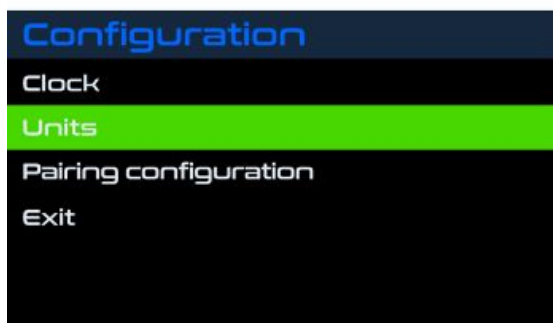 Configuration
Clock
Units
Pairing configuration
Exit